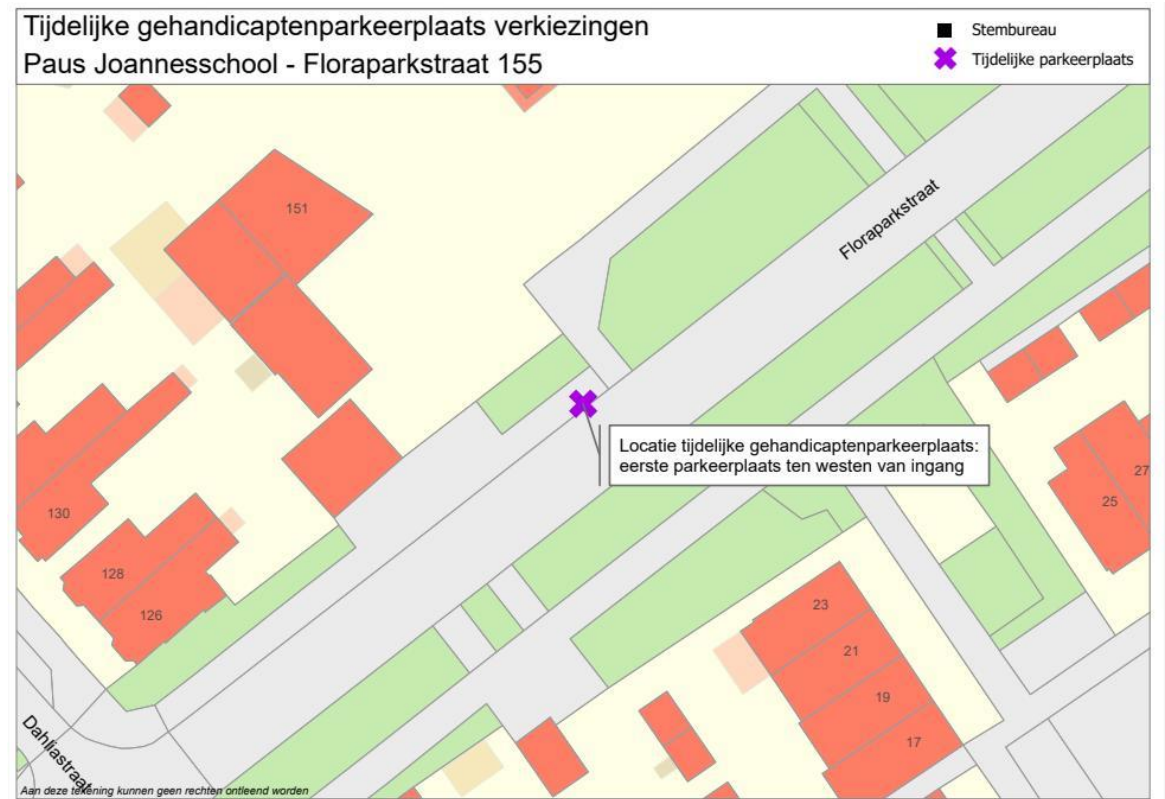 Tijdelijke gehandicaptenparkeerplaats verkiezingen
Paus Joannesschool - Floraparkstraat 155
Stembureau
Tijdelijke parkeerplaats
151
Floraparkstraat
Locatie tijdelijke gehandicaptenparkeerplaats:
eerste parkeerplaats ten westen van ingang
27
25
130
128
126
23
21
19
17
Dahliastraat
Aan deze tekening kunnen geen rechten ontleend worden